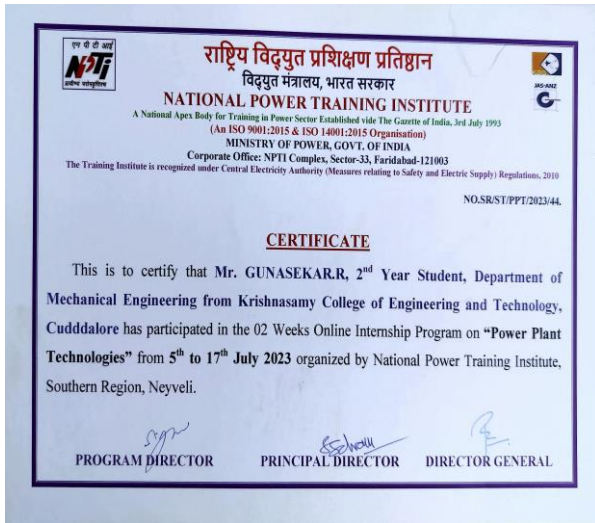 एन पी टी आई
NPTI
राष्ट्रिय विद्‌युत प्रशिक्षण प्रतिष्ठान
विद्‌युत मंत्रालय, भारत सरकार
NATIONAL POWER TRAINING INSTITUTE
A National Apex Body for Training in Power Sector Established vide The Gazette of India, 3rd July 1993
(An ISO 9001:2015 & ISO 14001:2015 Organisation)
MINISTRY OF POWER, GOVT. OF INDIA
Corporate Office: NPTI Complex, Sector-33, Faridabad-121003
The Training Institute is recognized under Central Electricity Authority (Measures relating to Safety and Electric Supply) Regulations, 2010
JAS-ANZ
NO.SR/ST/PPT/2023/44.
CERTIFICATE
This is to certify that Mr. GUNASEKAR.R, 2nd Year Student, Department of
Mechanical Engineering from Krishnasamy College of Engineering and Technology,
Cudddalore has participated in the 02 Weeks Online Internship Program on “Power Plant
Technologies” from 5th to 17th July 2023 organized by National Power Training Institute,
Southern Region, Neyveli.
PROGRAM DIRECTOR
PRINCIPAL DIRECTOR
DIRECTOR GENERAL